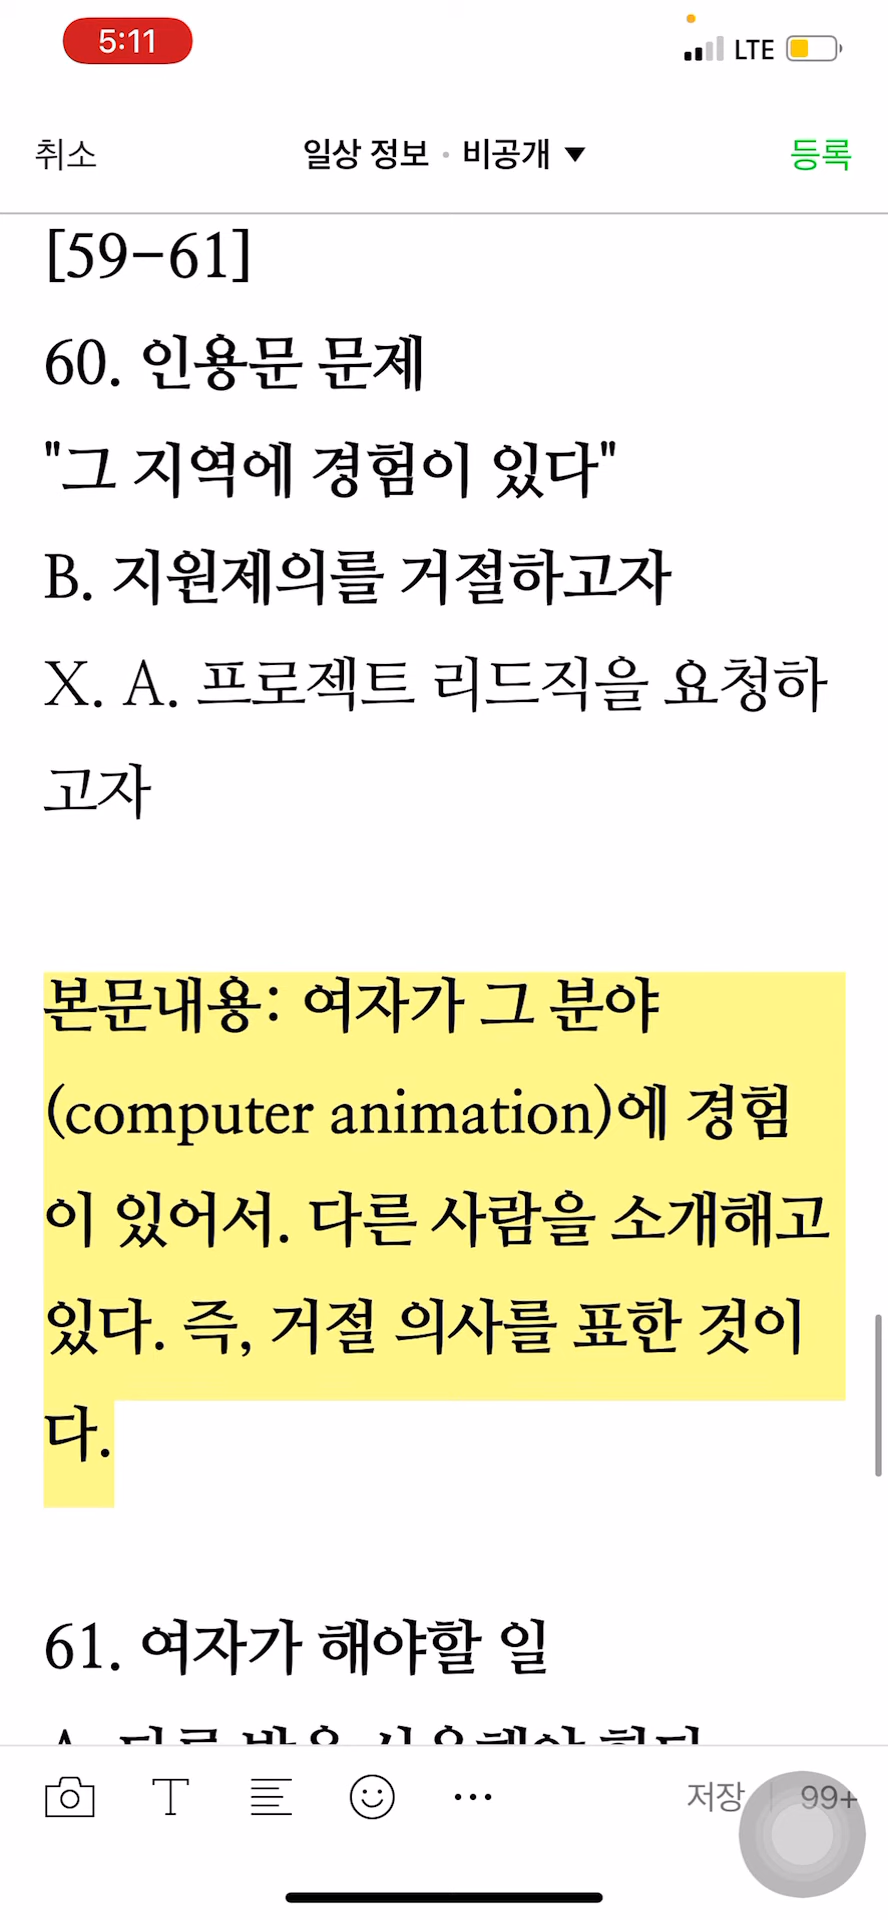 5:11
LTE
취소
일상 정보 · 비공개 ▼
등록
[59-61]
60. 인용문 문제
"그 지역에 경험이 있다"
B. 지원제의를 거절하고자
X. A. 프로젝트 리드직을 요청하
고자
본문내용: 여자가 그 분야
(computer animation)에 경험
이 있어서. 다른 사람을 소개해고
있다. 즉, 거절 의사를 표한 것이
다.
61. 여자가 해야할 일
저장
99+